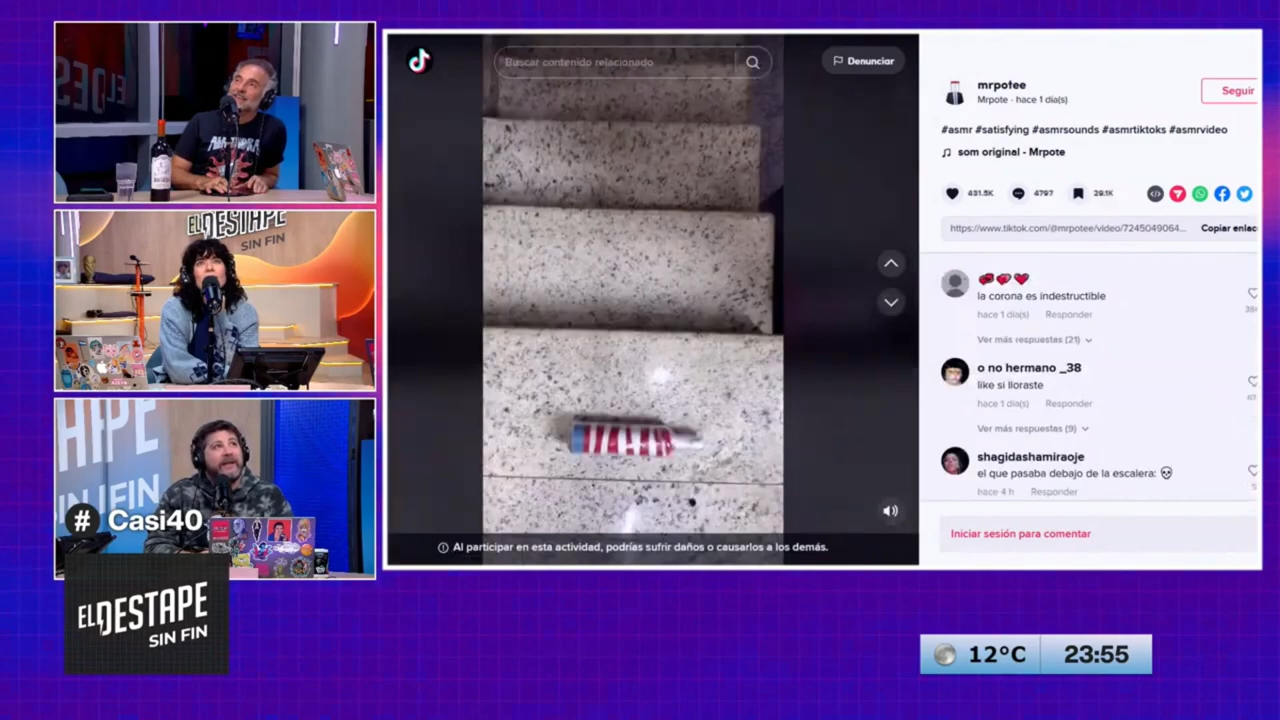 EL DESTAPE
SIN FIN
# Casi40
EL DESTAPE
SIN FIN
Buscar contenido relacionado
Denunciar
Al participar en esta actividad, podrías sufrir daños o causarlos a los demás.
mrpotee
Mrpote · hace 1 día(s)
Seguir
#asmr #satisfying #asmrsounds #asmrtiktoks #asmrvideo
som original - Mrpote
431.5K 4797 29.1K
https://www.tiktok.com/@mrpotee/video/7245049064...
Copiar enlac
la corona es indestructible
hace 1 día(s) Responder
Ver más respuestas (21)
o no hermano _38
like si lloraste
hace 1 día(s) Responder
Ver más respuestas (9)
shagidashamiraoje
el que pasaba debajo de la escalera: 💀
hace 4 h Responder
Iniciar sesión para comentar
12°C 23:55